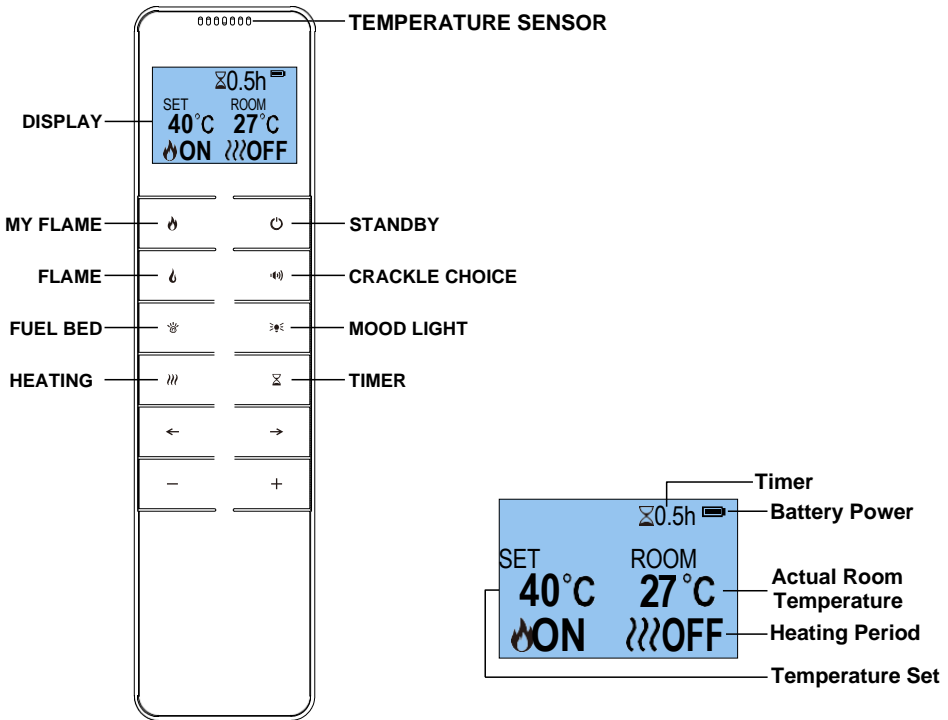 TEMPERATURE SENSOR
0.5h
SET ROOM
40°C 27°C
ON OFF
DISPLAY
MY FLAME
STANDBY
FLAME
CRACKLE CHOICE
FUEL BED
MOOD LIGHT
HEATING
TIMER
Timer
0.5h
Battery Power
SET ROOM
40°C 27°C
Actual Room
Temperature
ON OFF
Heating Period
Temperature Set